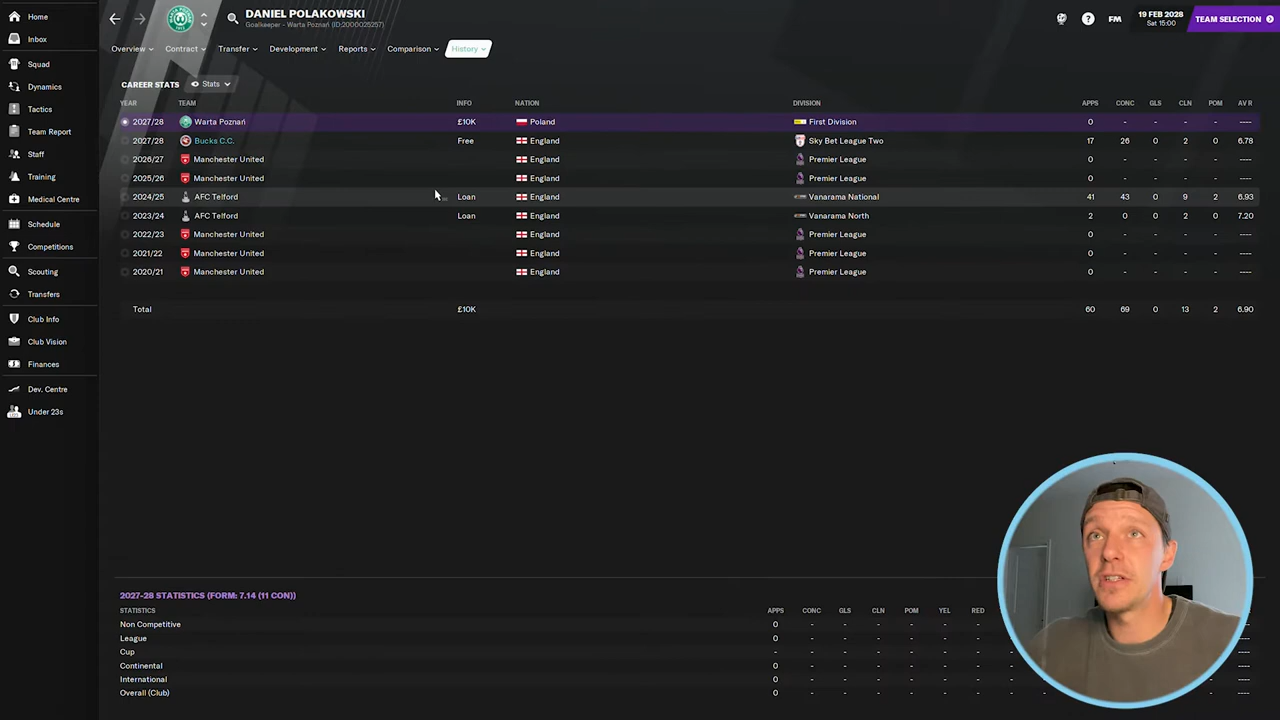 Home
DANIEL POLAKOWSKI
Goalkeeper - Warta Poznań (ID:2000025257)
FM
19 FEB 2028
SAT 15:00
TEAM SELECTION
Inbox
Overview
Contract
Transfer
Development
Reports
Comparison
History
Squad
CAREER STATS
Stats
Dynamics
YEAR TEAM INFO NATION DIVISION APPS CONC GLS CLN POM AV R
Tactics
2027/28 Warta Poznań £10K Poland First Division 0 - - - - ----
Team Report
2027/28 Bucks C.C. Free England Sky Bet League Two 17 26 0 2 0 6.78
Staff
2026/27 Manchester United England Premier League 0 - - - - ----
Training
2025/26 Manchester United England Premier League 0 - - - - ----
Medical Centre
2024/25 AFC Telford Loan England Vanarama National 41 43 0 9 2 6.93
2023/24 AFC Telford Loan England Vanarama North 2 0 0 2 0 7.20
Schedule
2022/23 Manchester United England Premier League 0 - - - - ----
Competitions
2021/22 Manchester United England Premier League 0 - - - - ----
Scouting
2020/21 Manchester United England Premier League 0 - - - - ----
Transfers
Total £10K 60 69 0 13 2 6.90
Club Info
Club Vision
Finances
Dev. Centre
Under 23s
2027-28 STATISTICS (FORM: 7.14 (11 CON))
STATISTICS APPS CONC GLS CLN POM YEL RED
Non Competitive 0 - - - - - -
League 0 - - - - - -
Cup - - - - - - -
Continental 0 - - - - - -
International 0 - - - - - -
Overall (Club) 0 - - - - - - - ----